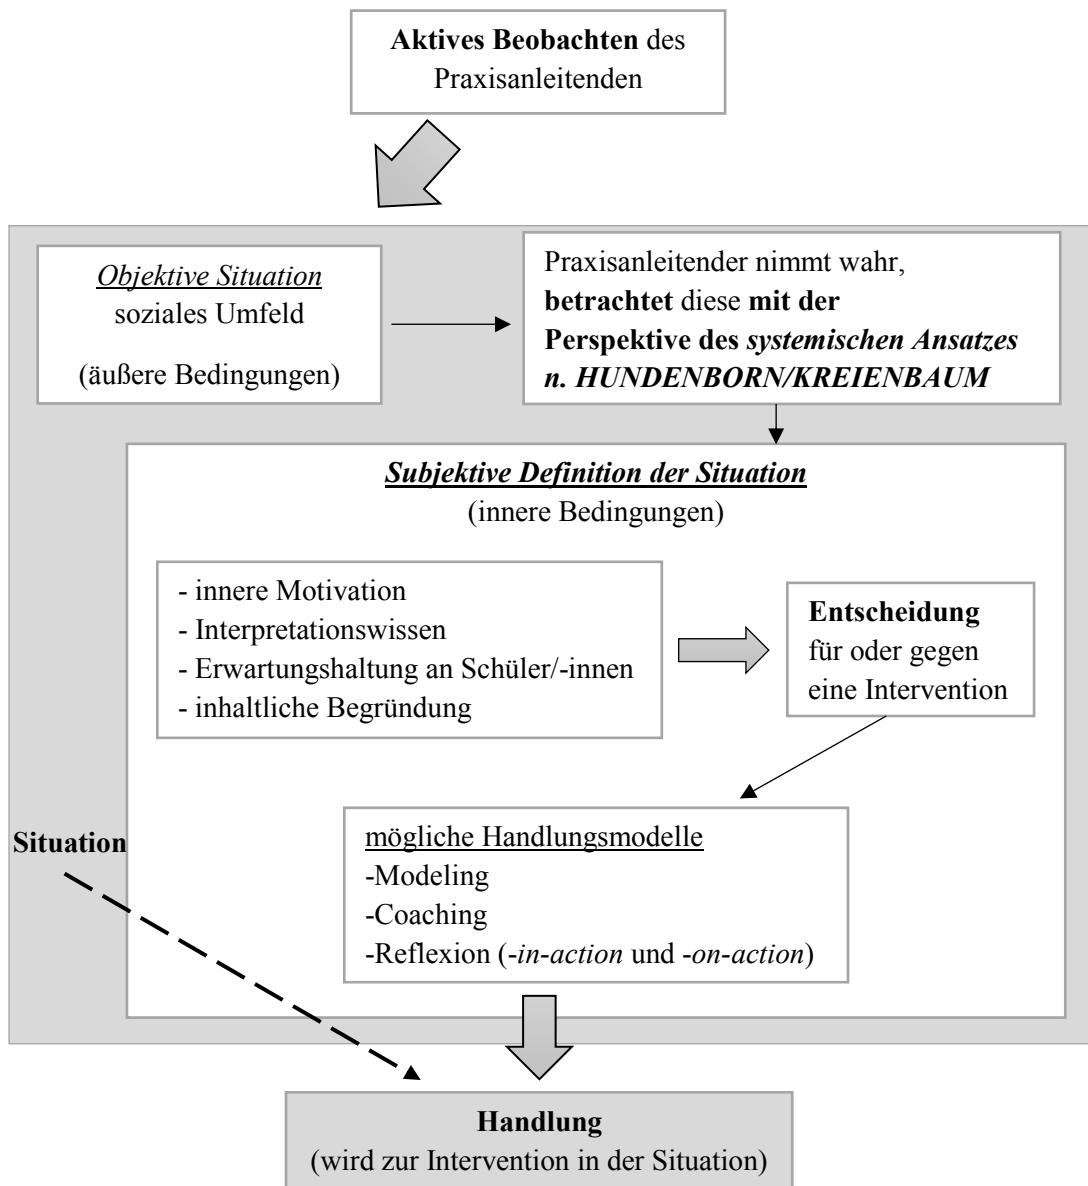 Aktives Beobachten des
Praxisanleitenden
Objektive Situation
soziales Umfeld
(äußere Bedingungen)
Praxisanleitender nimmt wahr,
betrachtet diese mit der
Perspektive des systemischen Ansatzes
n. HUNDENBORN/KREIENBAUM
Subjektive Definition der Situation
(innere Bedingungen)
- innere Motivation
- Interpretationswissen
- Erwartungshaltung an Schüler/-innen
- inhaltliche Begründung
Entscheidung
für oder gegen
eine Intervention
Situation
mögliche Handlungsmodelle
-Modeling
-Coaching
-Reflexion (-in-action und -on-action)
Handlung
(wird zur Intervention in der Situation)